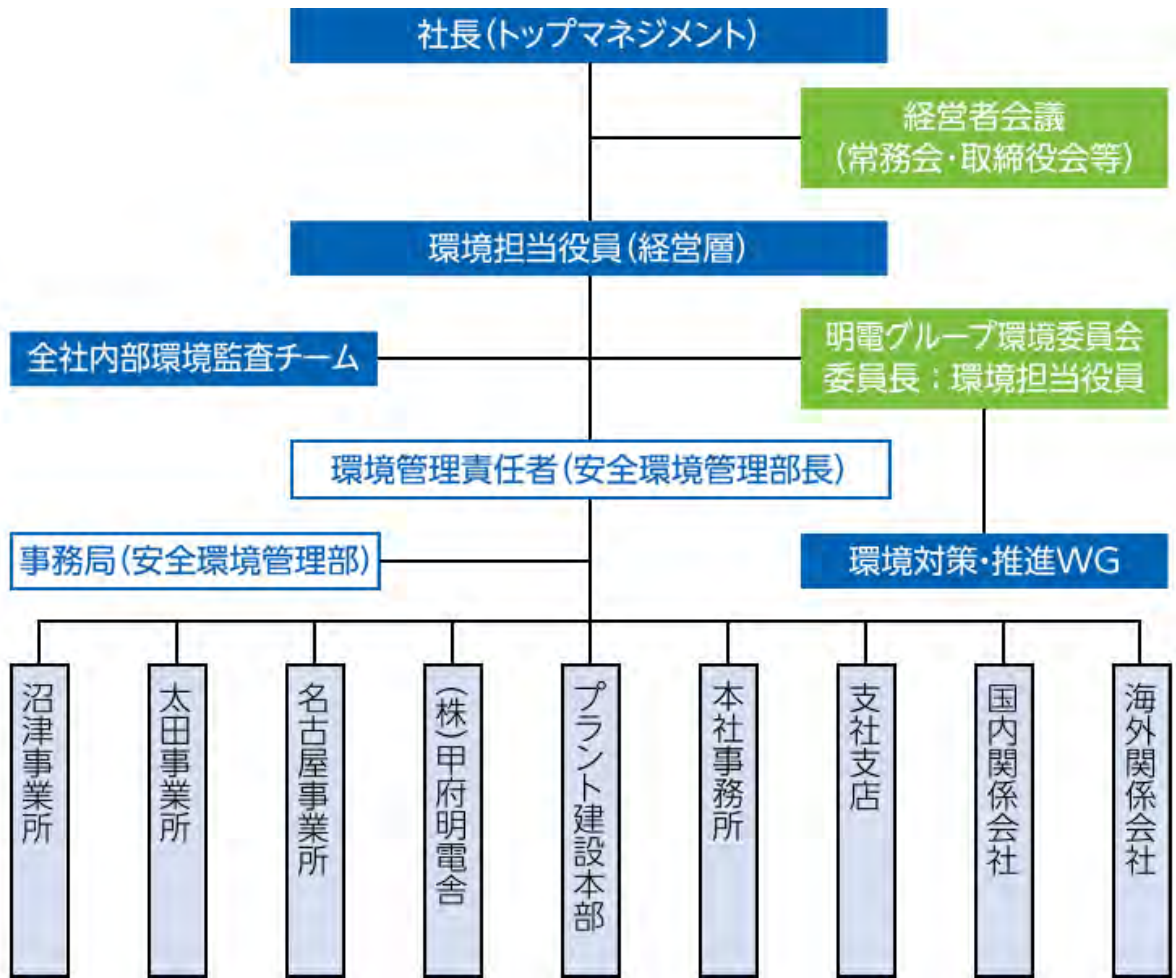 社長(トップマネジメント)
経営者会議
(常務会・取締役会等)
環境担当役員(経営層)
全社内部環境監査チーム
明電グループ環境委員会
委員長：環境担当役員
環境管理責任者(安全環境管理部長)
事務局(安全環境管理部)
環境対策・推進WG
沼津事業所
太田事業所
名古屋事業所
(株)甲府明電舎
プラント建設本部
本社事務所
支社支店
国内関係会社
海外関係会社